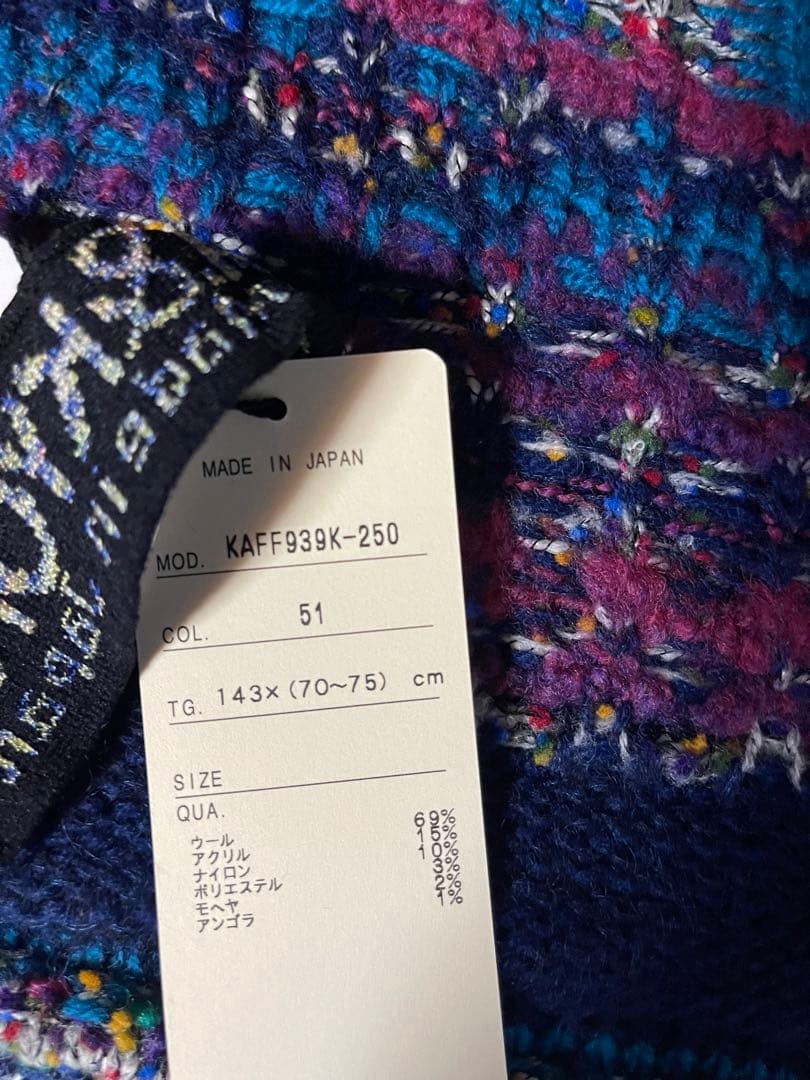 MADE IN JAPAN
MOD. KAFF939K-250
COL. 51
TG. 143×(70~75) cm
SIZE
QUA.
ウール 69%
アクリル 15%
ナイロン 10%
ポリエステル 3%
モヘヤ 2%
アンゴラ 1%